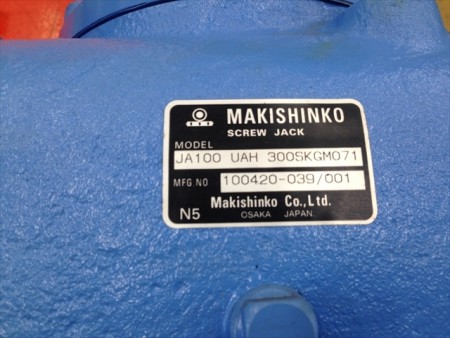 MAKISHINKO
SCREW JACK
MODEL
JA100 UAH 300SKGM071
MFG NO 100420-039/001
Makishinko Co.,Ltd.
N5 OSAKA JAPAN